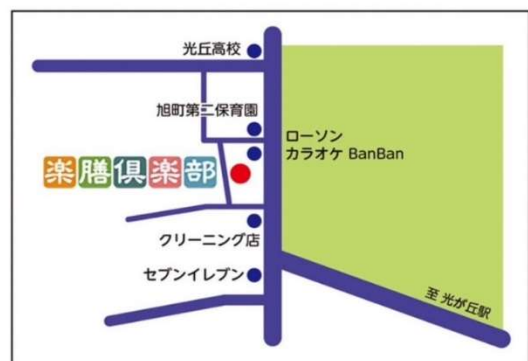 光丘高校
旭町第二保育園
ローソン
カラオケ BanBan
楽膳倶楽部
クリーニング店
セブンイレブン
至 光が丘駅